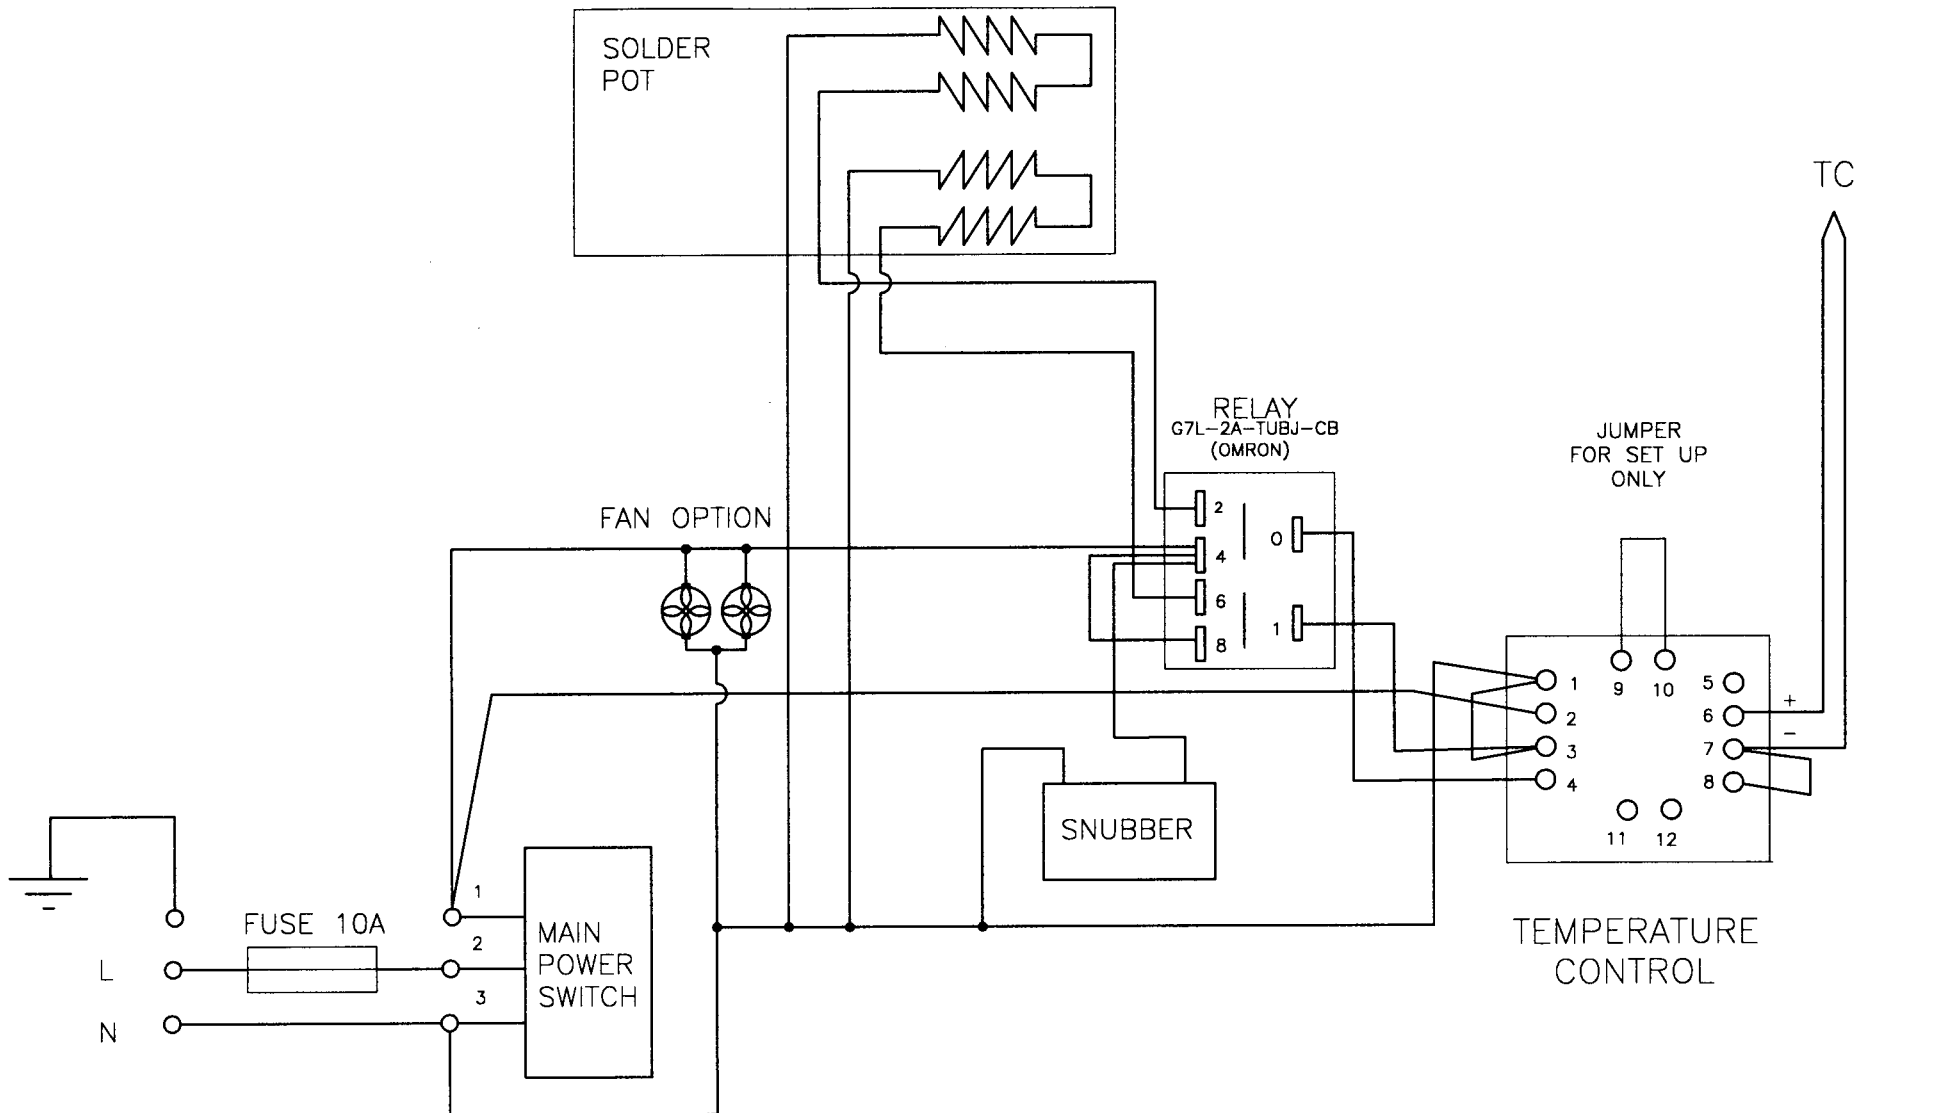 SOLDER
POT
TC
RELAY
G7L-2A-TUBJ-CB
(OMRON)
JUMPER
FOR SET UP
ONLY
FAN OPTION
2
4
6
8
0
1
1
2
3
4
9
10
5
6
7
8
+
-
11
12
SNUBBER
TEMPERATURE
CONTROL
FUSE 10A
L
N
1
2
3
MAIN
POWER
SWITCH